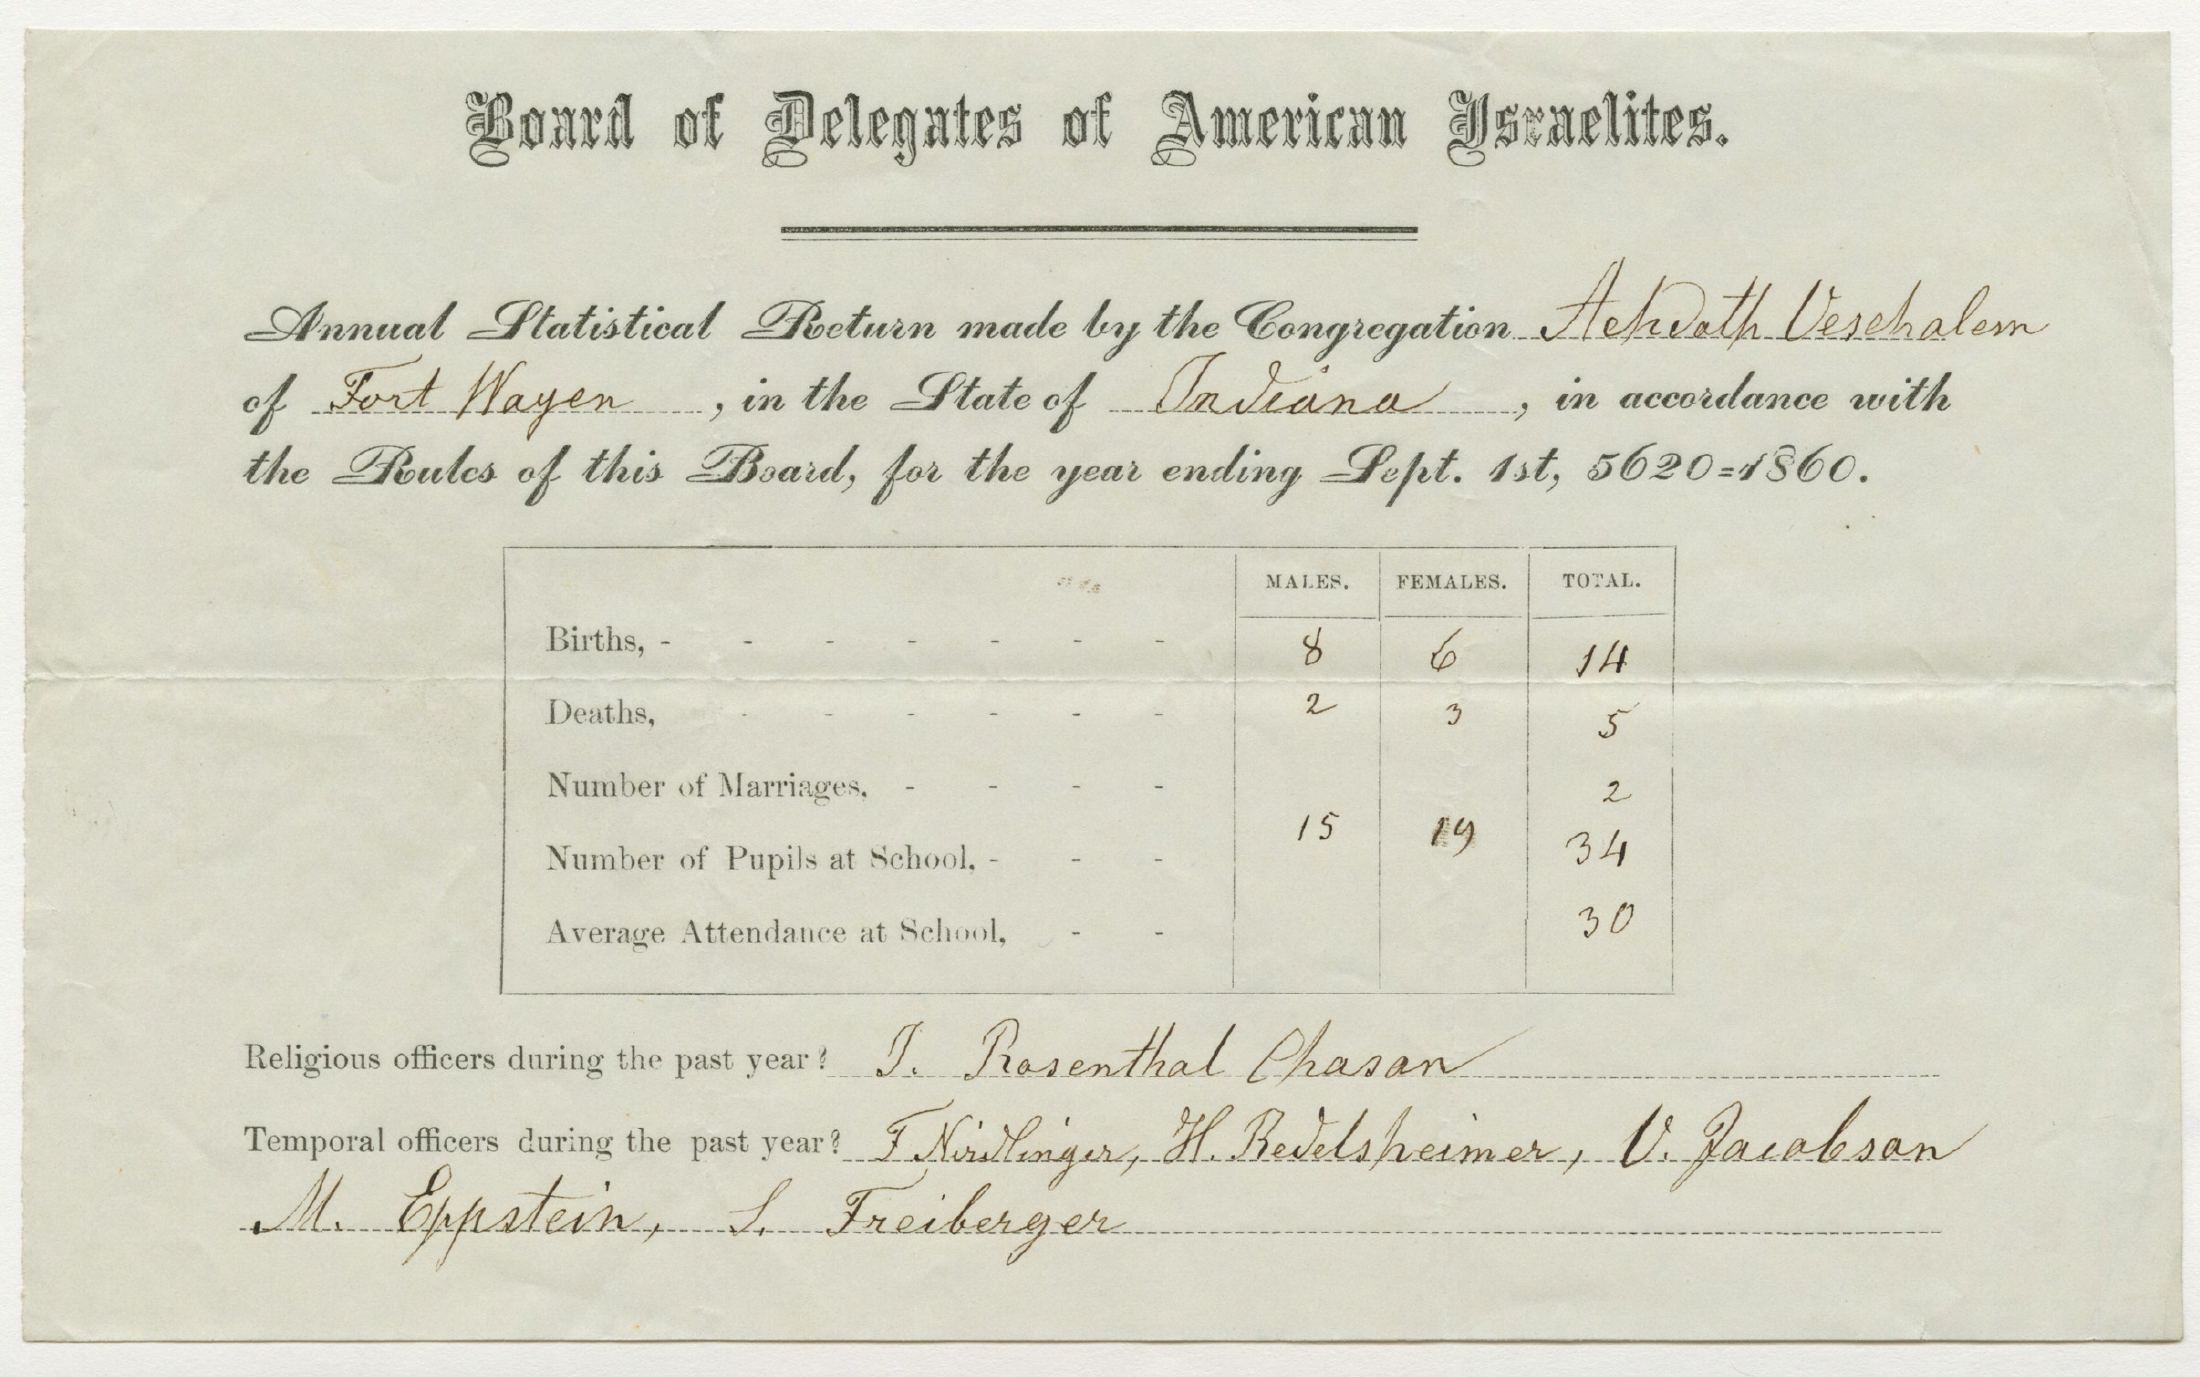 Board of Delegates of American Israelites.
Annual Statistical Return made by the Congregation Achdath Veschalem
of Fort Wayen, in the State of Indiana, in accordance with
the Rules of this Board, for the year ending Sept. 1st, 5620=1860.
MALES. FEMALES. TOTAL.
Births, - - - - - - - 8 6 14
Deaths, - - - - - - 2 3 5
Number of Marriages, - - - - 2
Number of Pupils at School, - - - 15 19 34
Average Attendance at School, - - 30
Religious officers during the past year? I. Rosenthal Chasan
Temporal officers during the past year? F Nirdlinger, H. Redelsheimer, V. Jacobson
M. Eppstein, S. Freiberger